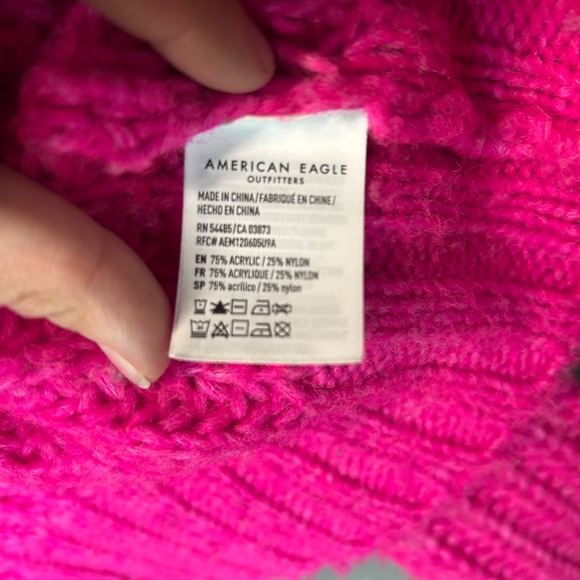 AMERICAN EAGLE
OUTFITTERS
MADE IN CHINA/FABRIQUÉ EN CHINE/
HECHO EN CHINA
RN 54485/CA 03873
RFC# AEM120605U9A
EN 75% ACRYLIC / 25% NYLON
FR 75% ACRYLIQUE / 25% NYLON
SP 75% acrílico / 25% nylon